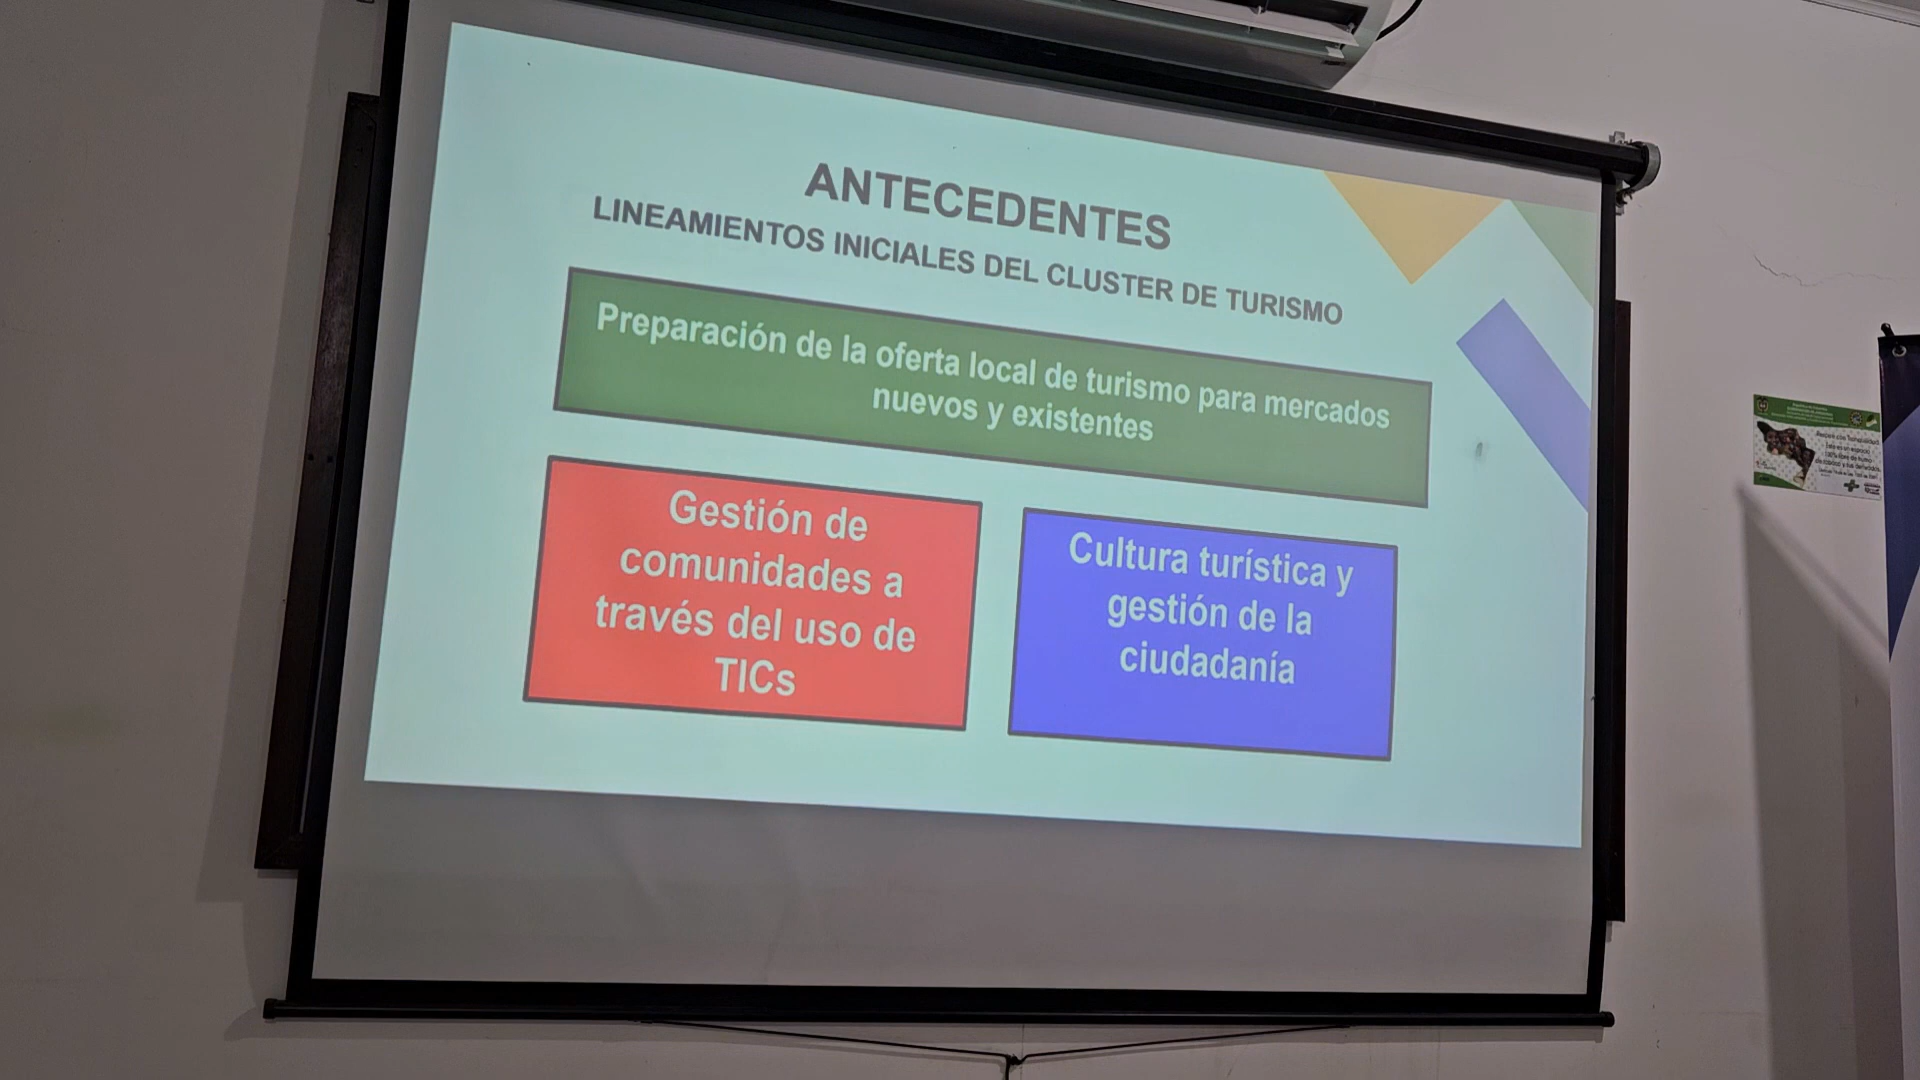 ANTECEDENTES
LINEAMIENTOS INICIALES DEL CLUSTER DE TURISMO
Preparación de la oferta local de turismo para mercados
nuevos y existentes
Gestión de
comunidades a
través del uso de
TICs
Cultura turística y
gestión de la
ciudadanía